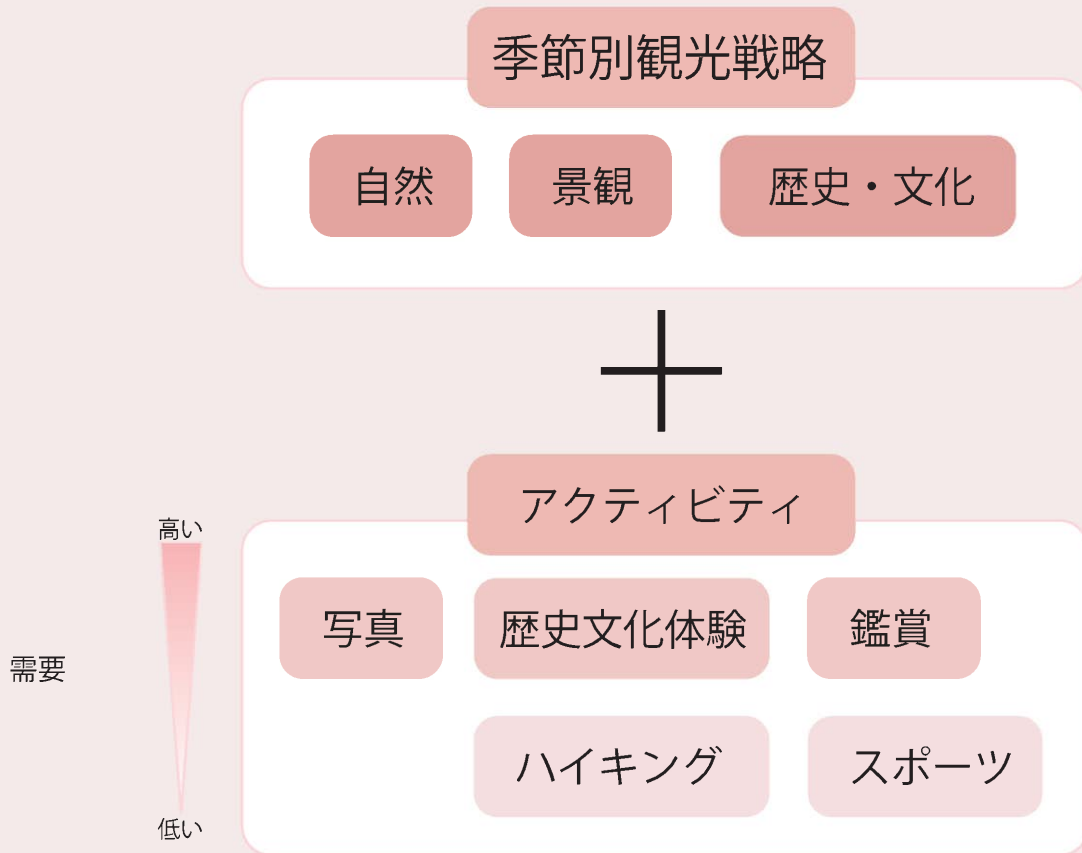 季節別観光戦略
自然
景観
歴史・文化
アクティビティ
高い
写真
歴史文化体験
鑑賞
需要
ハイキング
スポーツ
低い